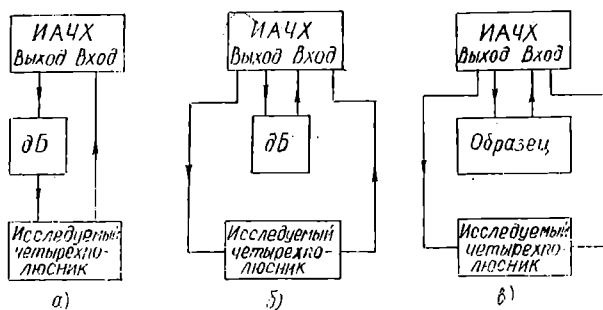 ИАЧХ
Выход Вход
дБ
Исследуемый
четырехпо-
люсник
а)
ИАЧХ
Выход Вход
дБ
Исследуемый
четырехпо-
люсник
б)
ИАЧХ
Выход Вход
Образец
Исследуемый
четырехпо-
люсник
в)